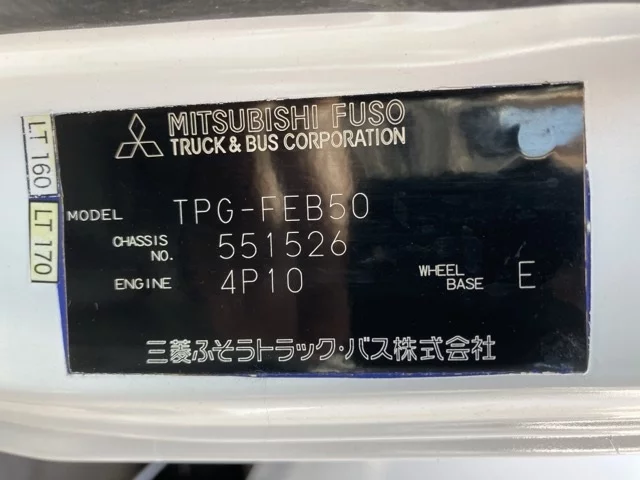 MITSUBISHI FUSO
TRUCK & BUS CORPORATION
LT 160
LT 170
MODEL TPG-FEB50
CHASSIS NO. 551526
ENGINE 4P10 WHEEL BASE E
三菱ふそうトラック・バス株式会社